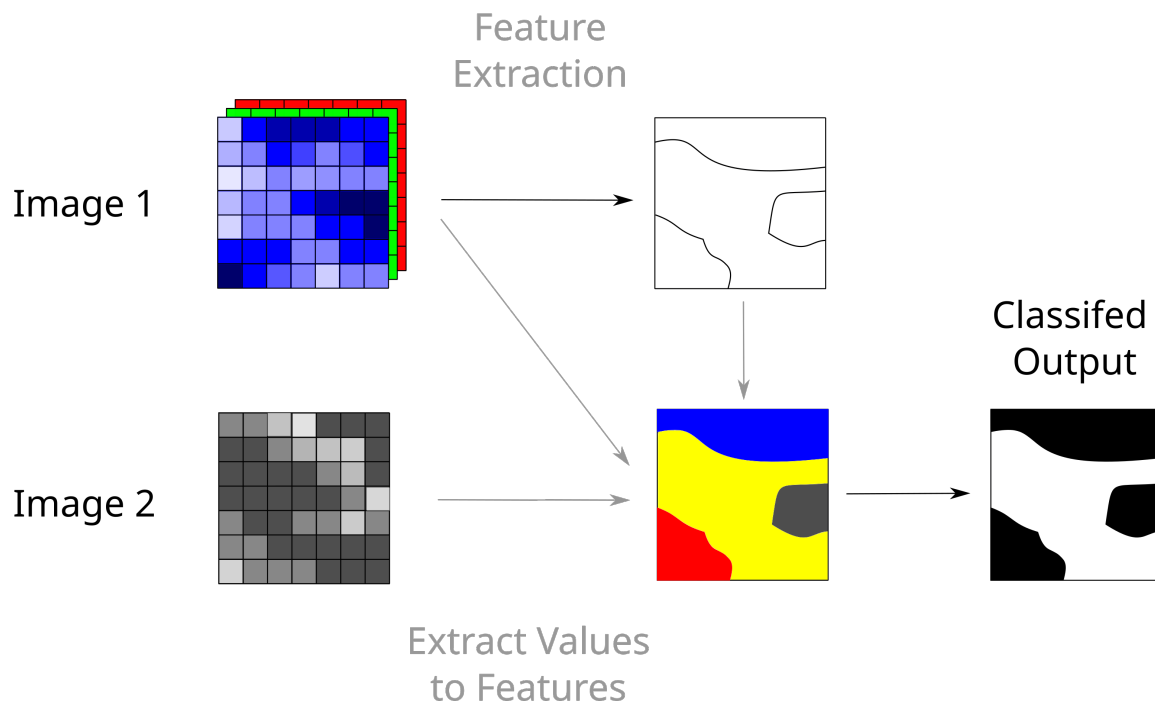 Feature
Extraction
Image 1
Classifed
Output
Image 2
Extract Values
to Features